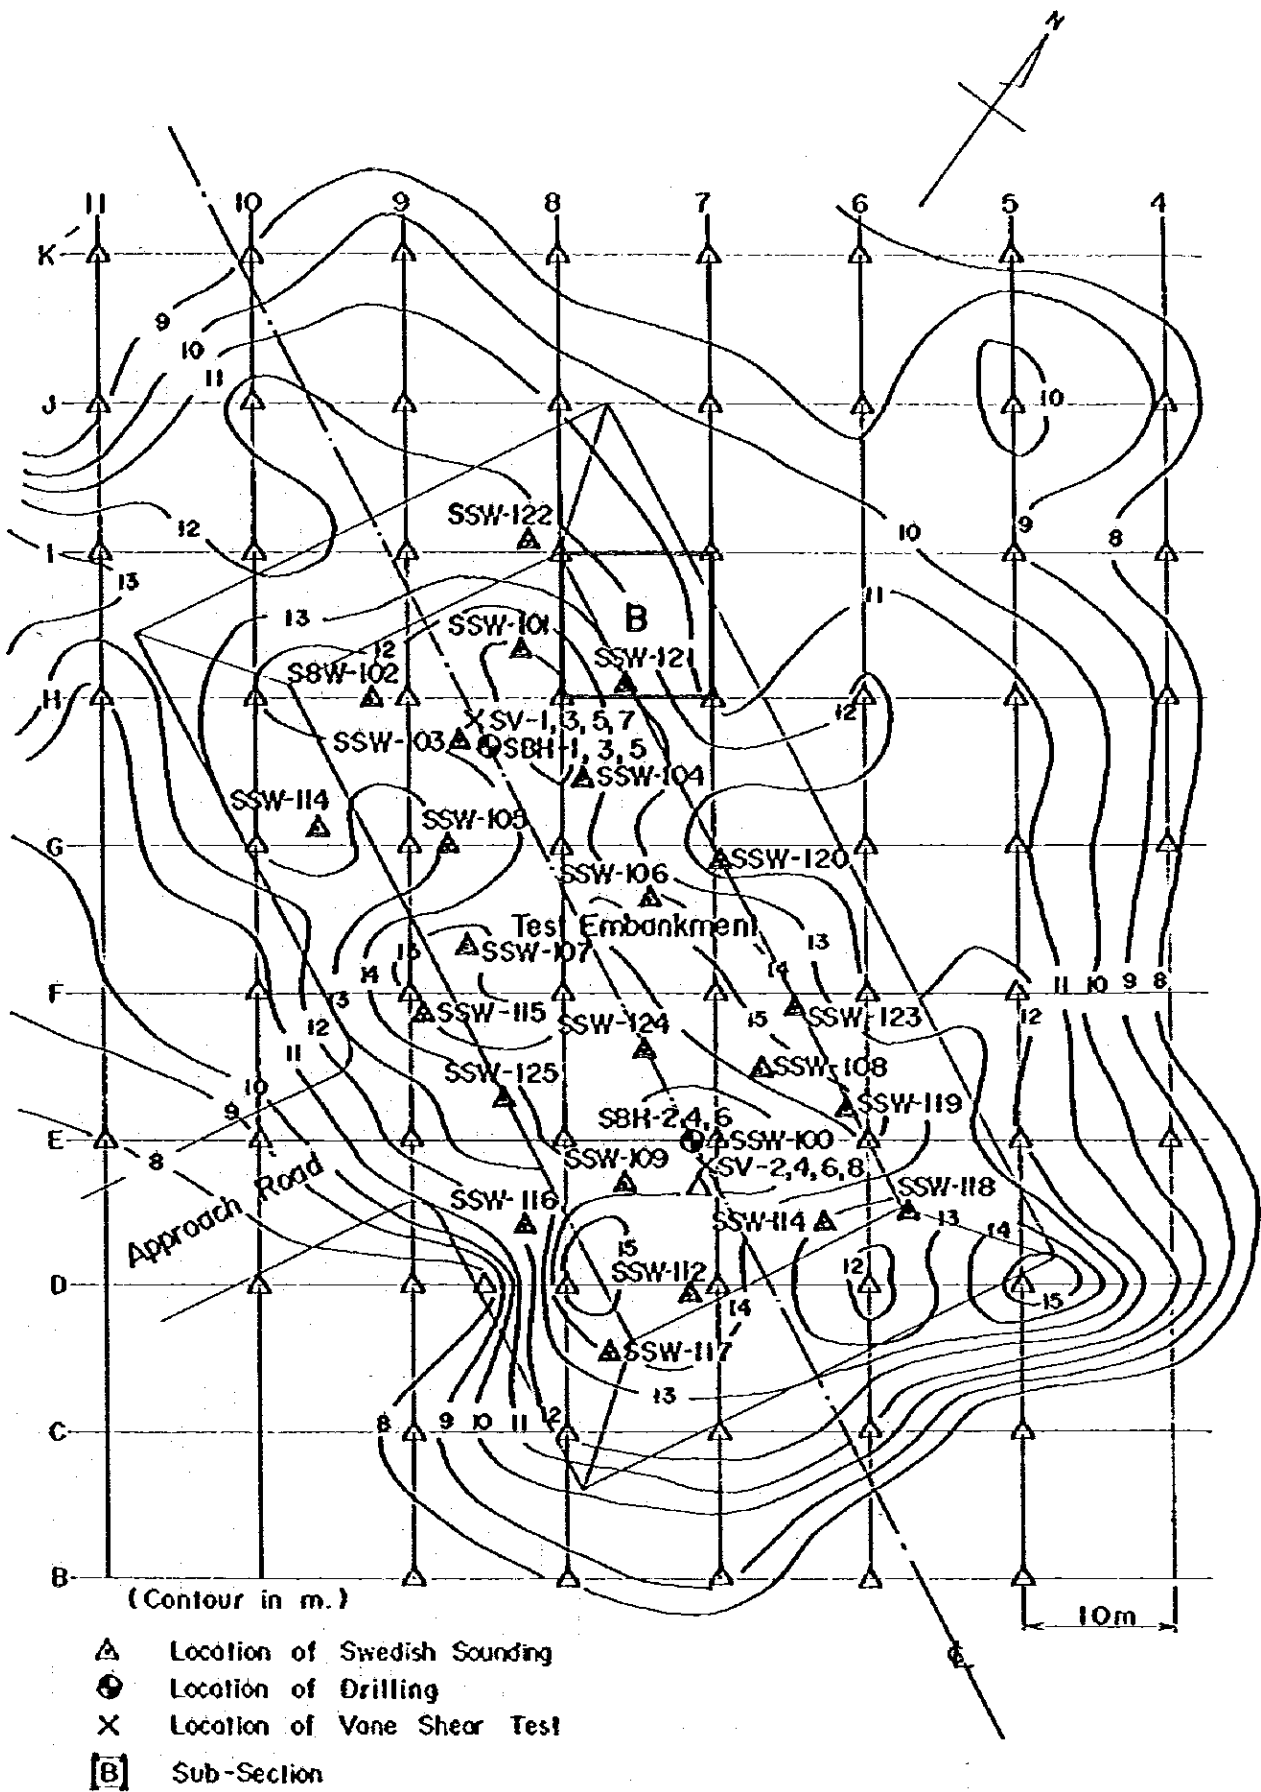 N
11 10 9 8 7 6 5 4
K
9
10
11
J
10
SSW-122
12
10
9
8
I
13
11
13
SSW-101
B
12
SSW-121
S8W-102
H
12
SV-1, 3, 5, 7
SSW-103
SBH-1, 3, 5
SSW-104
SSW-114
SSW-105
G
SSW-120
SSW-106
Test Embankment
13
15
SSW-107
14
14
F
13
11 10 9 8
12
SSW-115
15
SSW-123
12
SSW-124
11
SSW-125
SSW-108
10
SSW-119
9
SBH-2,4,6
E
SSW-100
8
SSW-109
SV-2,4,6,8
Approach Road
SSW-116
SSW-118
SSW-114
13
14
15
SSW-112
12
D
14
15
SSW-117
13
C
8 9 10 11 12
B
(Contour in m.)
10m
℄
Location of Swedish Sounding
Location of Drilling
Location of Vane Shear Test
[B] Sub-Section